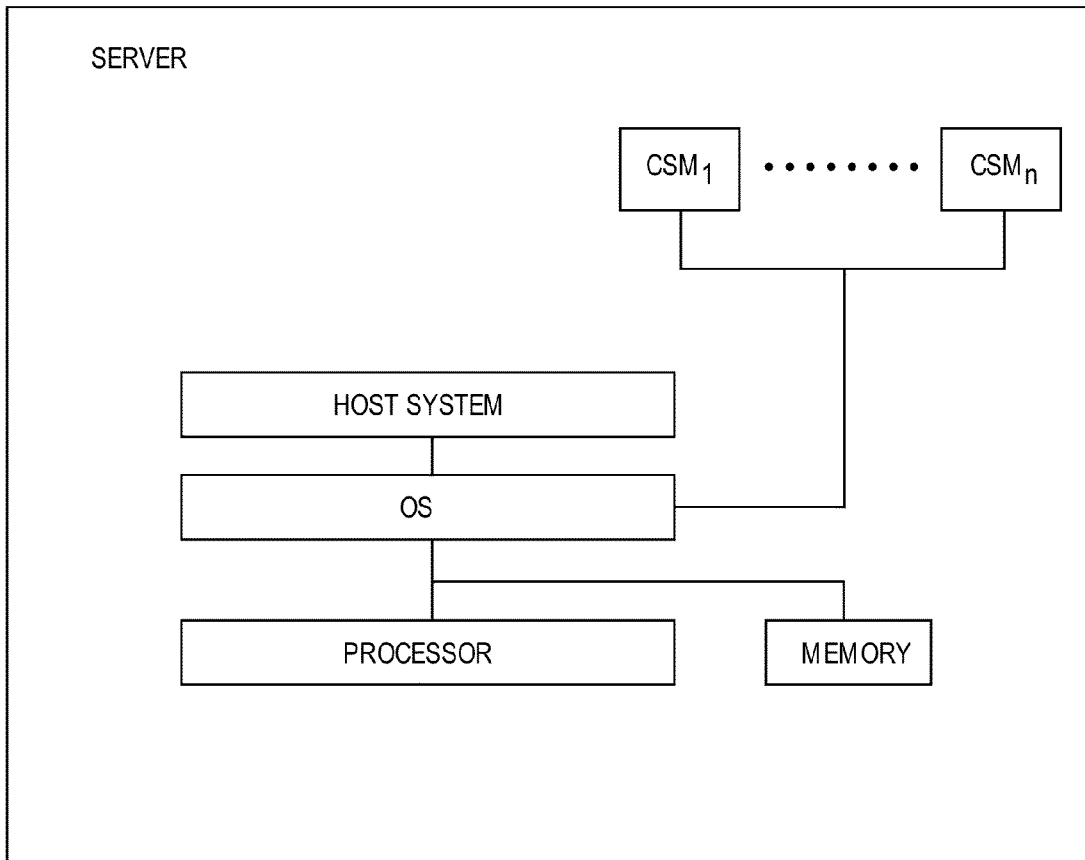 SERVER
CSM1 ........ CSMn
HOST SYSTEM
OS
PROCESSOR MEMORY